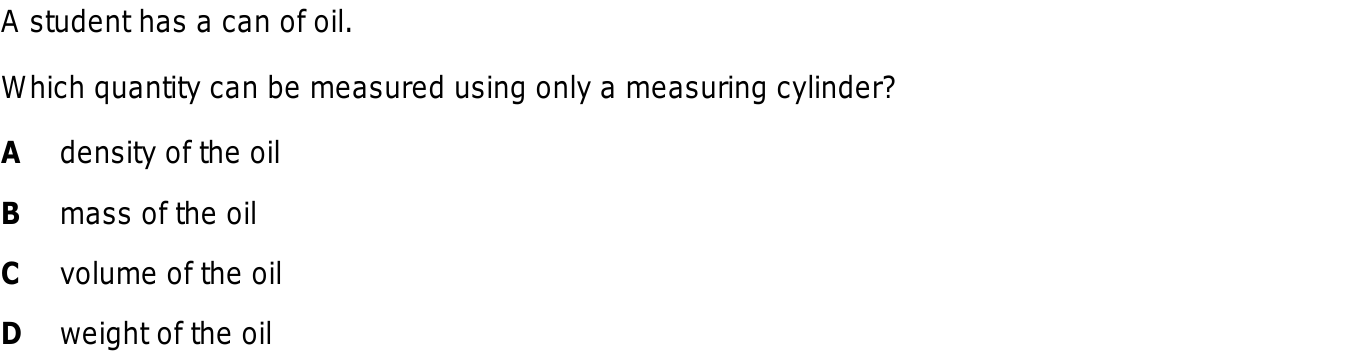 A student has a can of oil.
Which quantity can be measured using only a measuring cylinder?
A density of the oil
B mass of the oil
C volume of the oil
D weight of the oil